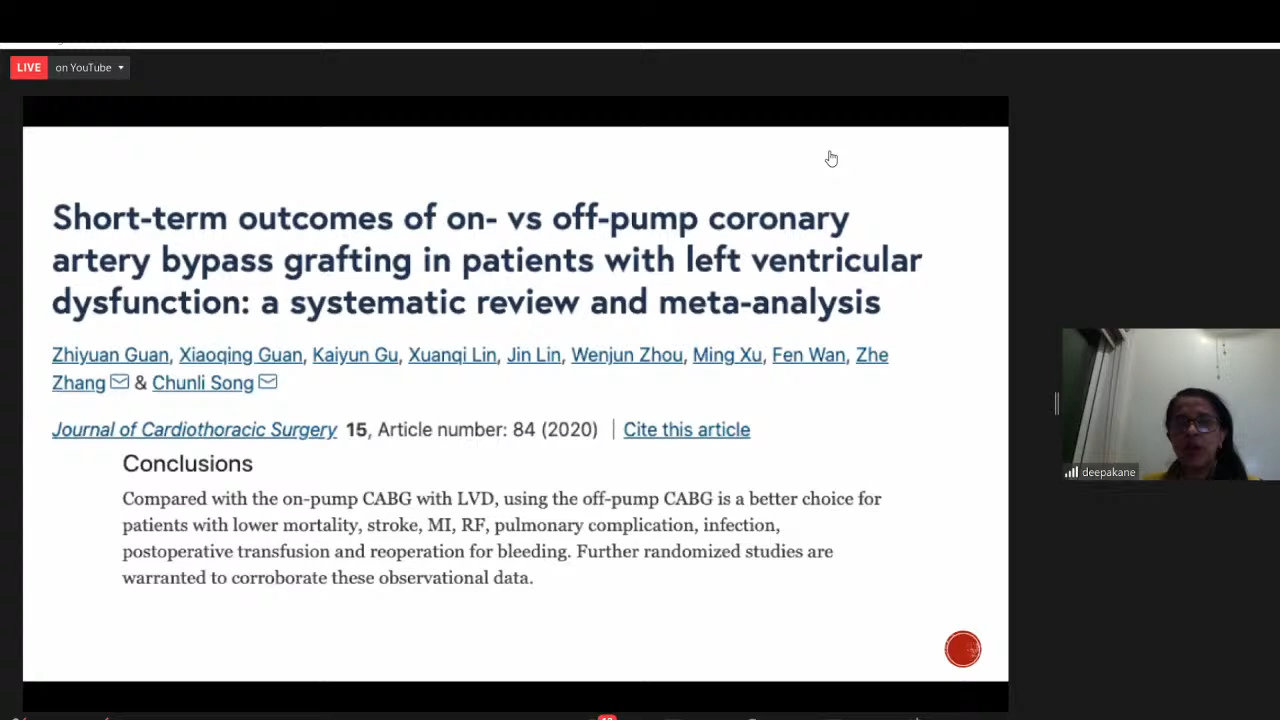 LIVE on YouTube
Short-term outcomes of on- vs off-pump coronary
artery bypass grafting in patients with left ventricular
dysfunction: a systematic review and meta-analysis
Zhiyuan Guan, Xiaoqing Guan, Kaiyun Gu, Xuanqi Lin, Jin Lin, Wenjun Zhou, Ming Xu, Fen Wan, Zhe
Zhang & Chunli Song
Journal of Cardiothoracic Surgery 15, Article number: 84 (2020) | Cite this article
Conclusions
Compared with the on-pump CABG with LVD, using the off-pump CABG is a better choice for
patients with lower mortality, stroke, MI, RF, pulmonary complication, infection,
postoperative transfusion and reoperation for bleeding. Further randomized studies are
warranted to corroborate these observational data.
deepakane